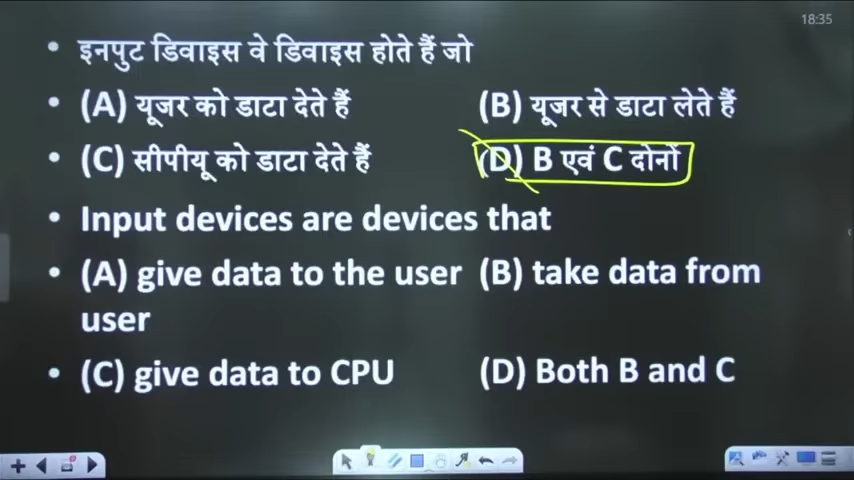 18:35
• इनपुट डिवाइस वे डिवाइस होते हैं जो
• (A) यूजर को डाटा देते हैं (B) यूजर से डाटा लेते हैं
• (C) सीपीयू को डाटा देते हैं (D) B एवं C दोनों
• Input devices are devices that
• (A) give data to the user (B) take data from
user
• (C) give data to CPU (D) Both B and C